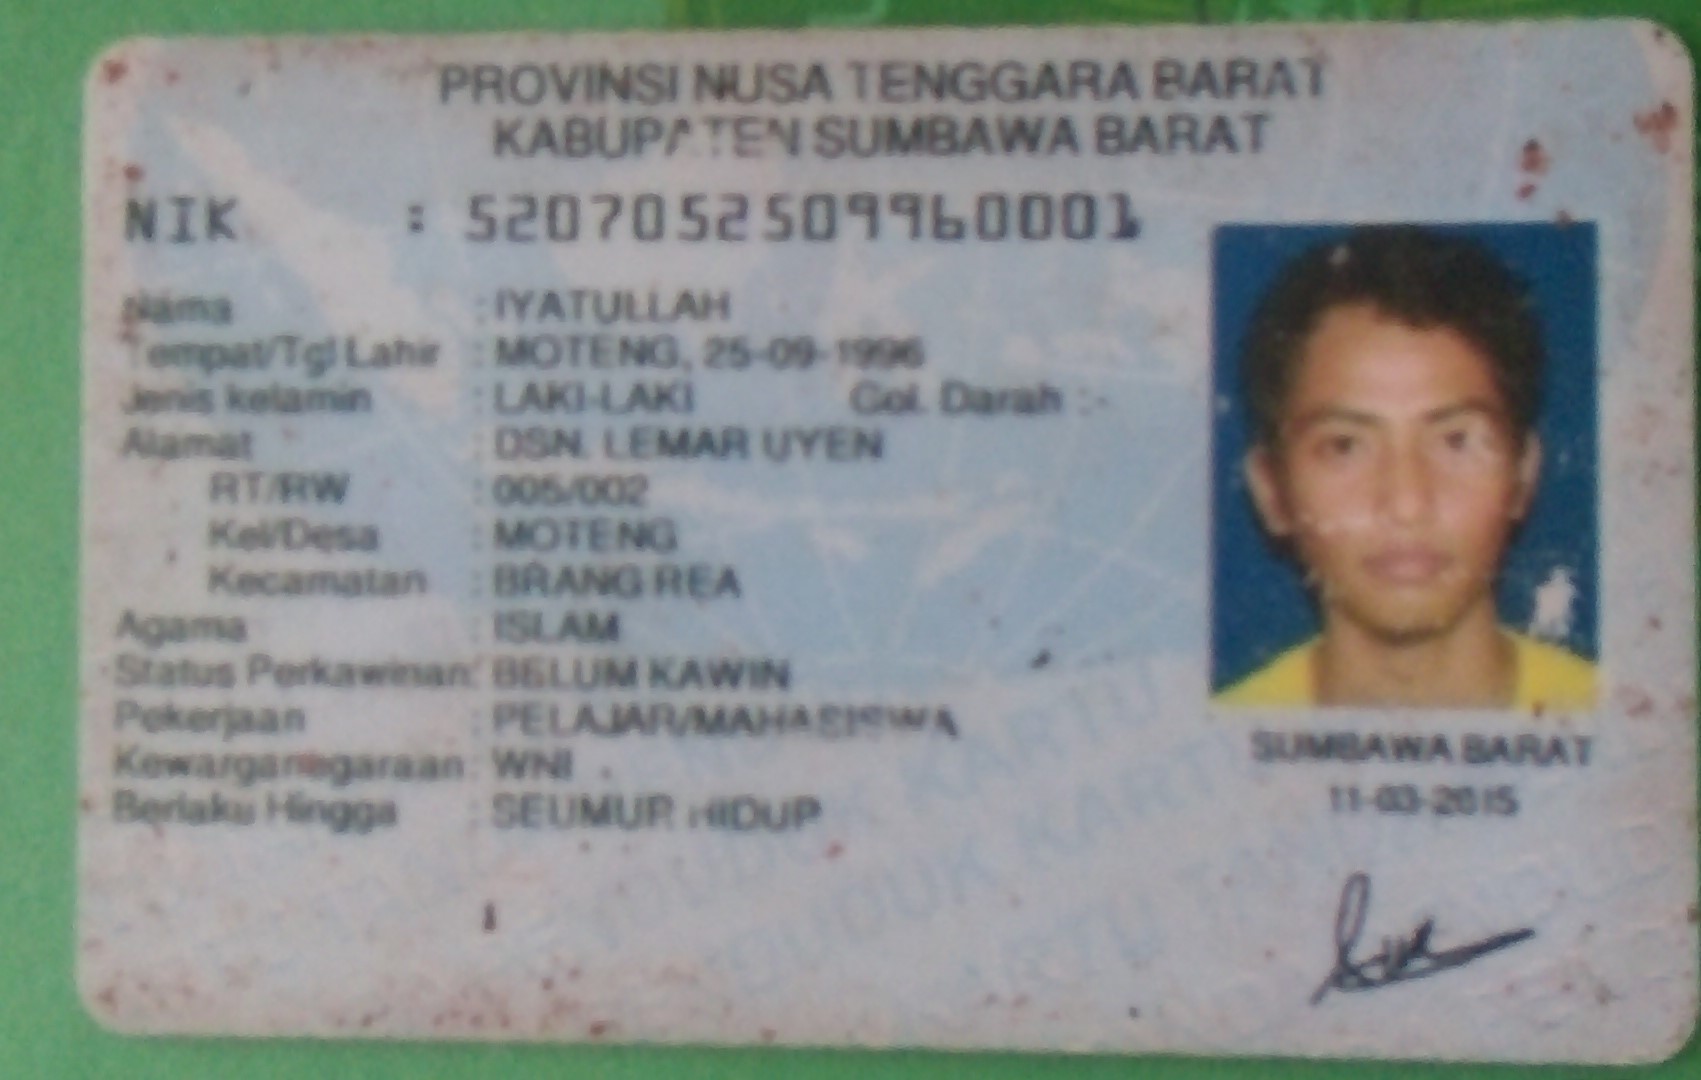 PROVINSI NUSA TENGGARA BARAT
KABUPATEN SUMBAWA BARAT
NIK : 5207052509960001
Nama : IYATULLAH
Tempat/Tgl Lahir : MOTENG, 25-09-1996
Jenis kelamin : LAKI-LAKI Gol. Darah : -
Alamat : DSN. LEMAR UYEN
RT/RW : 005/002
Kel/Desa : MOTENG
Kecamatan : BRANG REA
Agama : ISLAM
Status Perkawinan: BELUM KAWIN
Pekerjaan : PELAJAR/MAHASISWA
Kewarganegaraan: WNI
Berlaku Hingga : SEUMUR HIDUP
SUMBAWA BARAT
11-03-2015